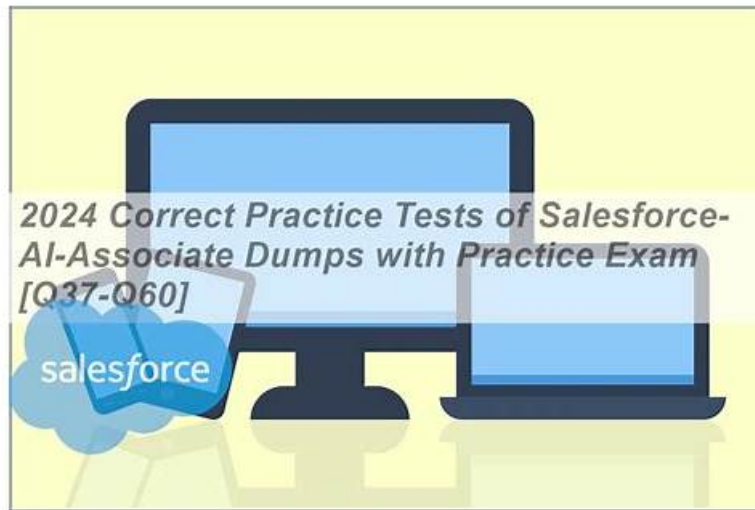 2024 Correct Practice Tests of Salesforce-
AI-Associate Dumps with Practice Exam
[Q37-Q60]
salesforce